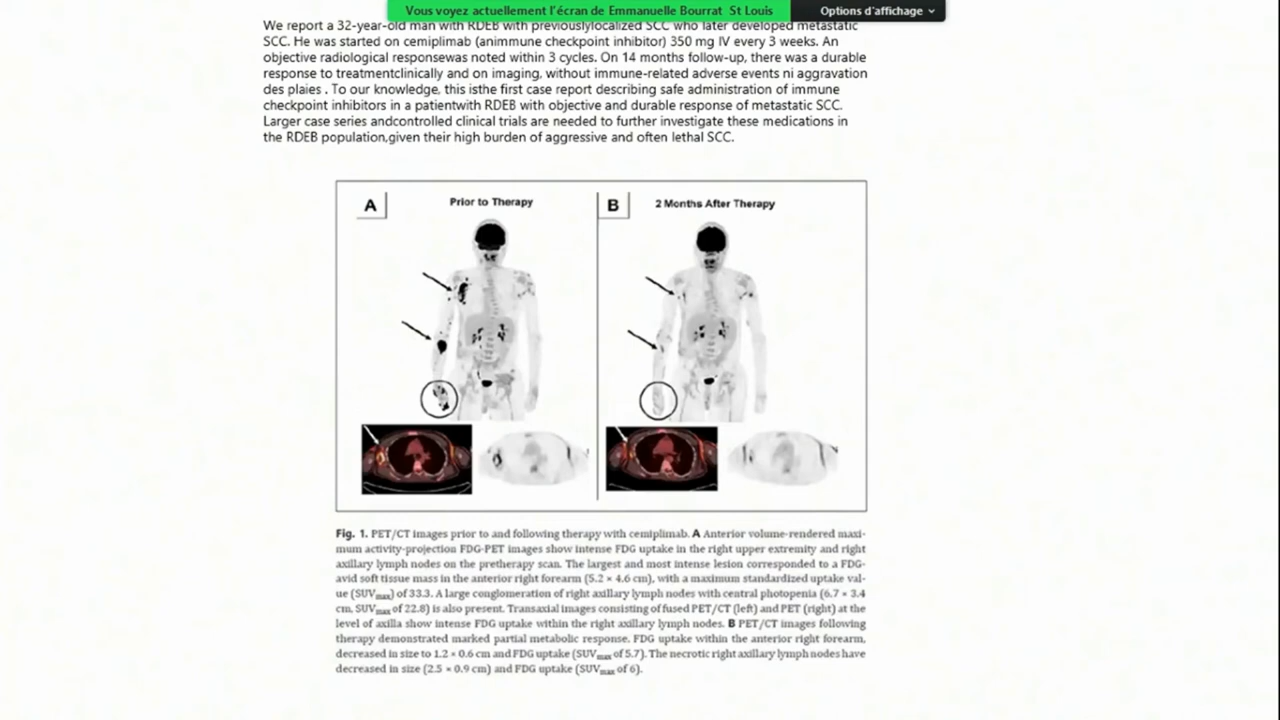 Vous voyez actuellement l'écran de Emmanuelle Bourrat St Louis
Options d'affichage
We report a 32-year-old man with RDEB with previouslylocalized SCC who later developed metastatic
SCC. He was started on cemiplimab (animmune checkpoint inhibitor) 350 mg IV every 3 weeks. An
objective radiological responsewas noted within 3 cycles. On 14 months follow-up, there was a durable
response to treatmentclinically and on imaging, without immune-related adverse events ni aggravation
des plaies . To our knowledge, this isthe first case report describing safe administration of immune
checkpoint inhibitors in a patientwith RDEB with objective and durable response of metastatic SCC.
Larger case series andcontrolled clinical trials are needed to further investigate these medications in
the RDEB population,given their high burden of aggressive and often lethal SCC.
A
Prior to Therapy
B
2 Months After Therapy
Fig. 1. PET/CT images prior to and following therapy with cemiplimab. A Anterior volume-rendered maxi-
mum activity-projection FDG-PET images show intense FDG uptake in the right upper extremity and right
axillary lymph nodes on the pretherapy scan. The largest and most intense lesion corresponded to a FDG-
avid soft tissue mass in the anterior right forearm (5.2 × 4.6 cm), with a maximum standardized uptake val-
ue (SUVmax) of 33.3. A large conglomeration of right axillary lymph nodes with central photopenia (6.7 × 3.4
cm, SUVmax of 22.8) is also present. Transaxial images consisting of fused PET/CT (left) and PET (right) at the
level of axilla show intense FDG uptake within the right axillary lymph nodes. B PET/CT images following
therapy demonstrated marked partial metabolic response. FDG uptake within the anterior right forearm,
decreased in size to 1.2 × 0.6 cm and FDG uptake (SUVmax of 5.7). The necrotic right axillary lymph nodes have
decreased in size (2.5 × 0.9 cm) and FDG uptake (SUVmax of 6).